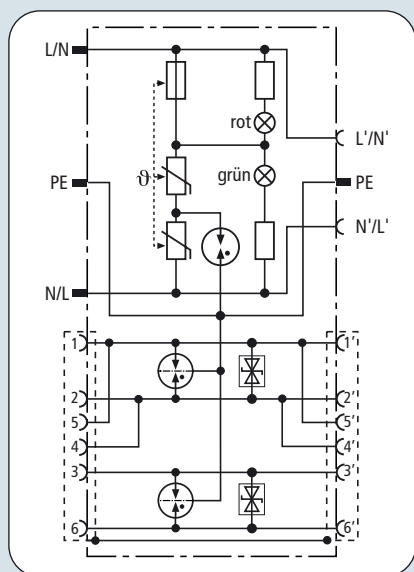 L/N
rot
L'/N'
ϑ
grün
PE
PE
N'/L'
N/L
1
1'
2
2'
5
5'
4
4'
3
3'
6
6'